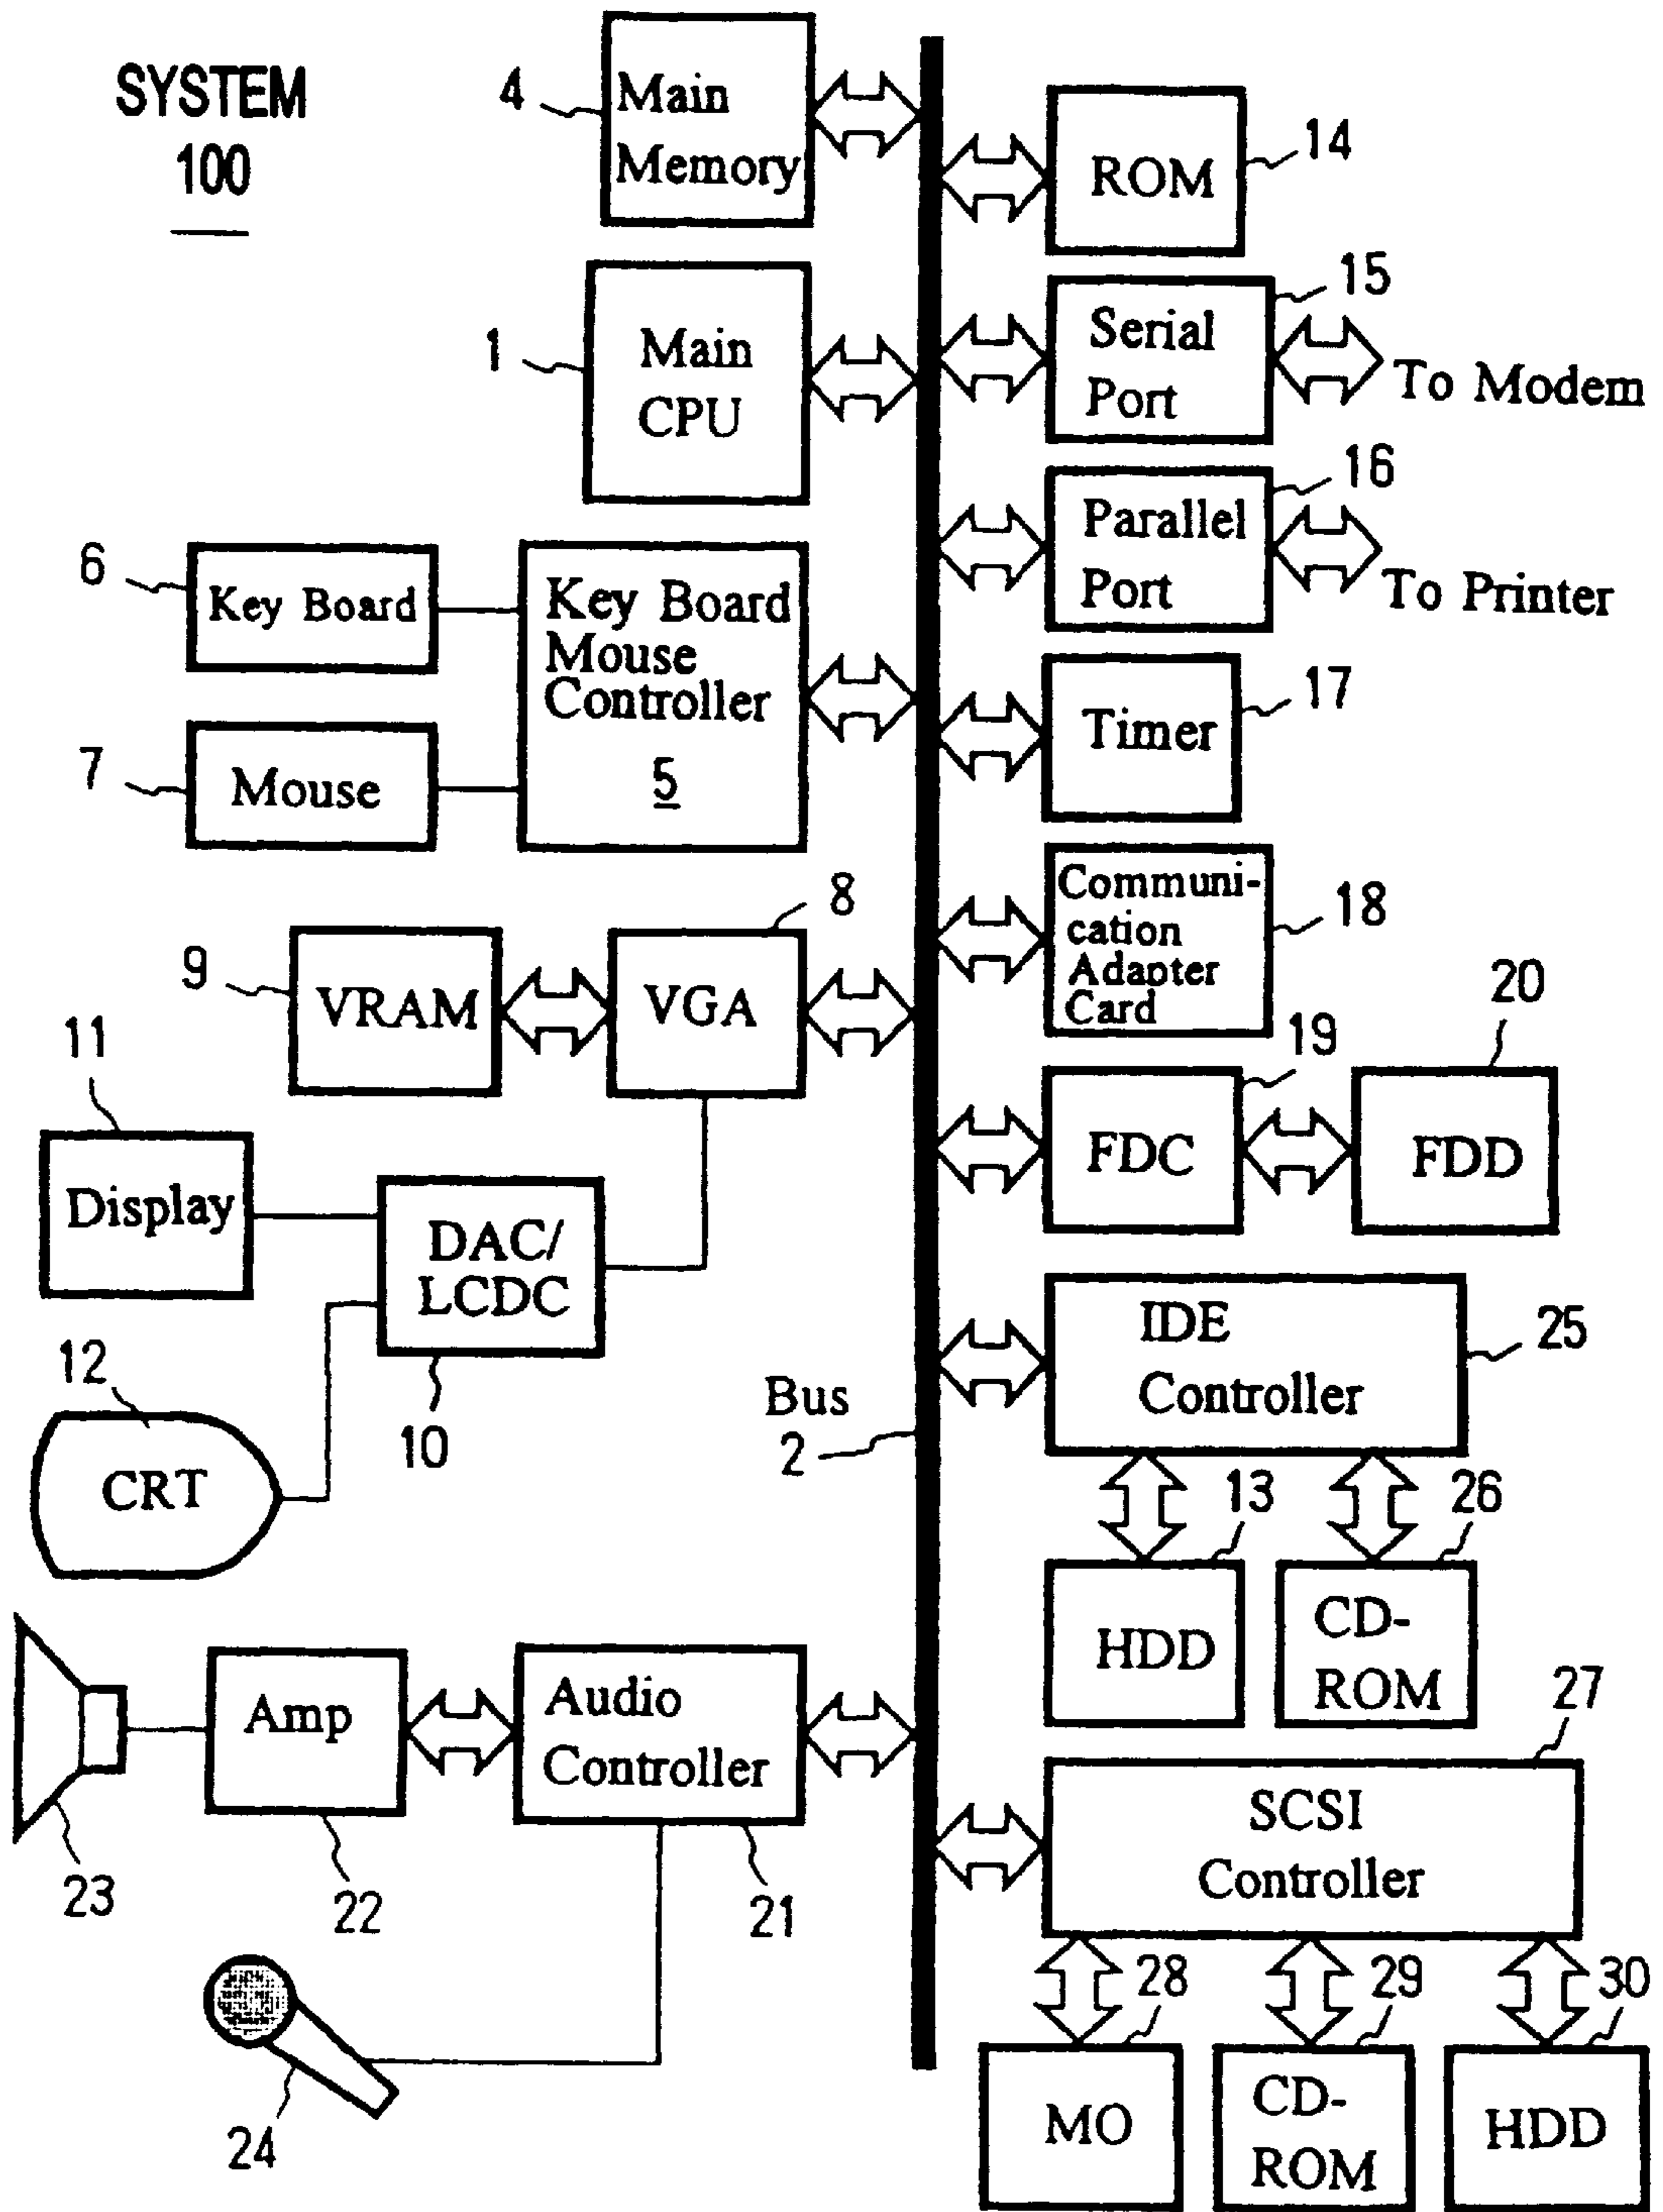 SYSTEM
100
4
Main
Memory
1
Main
CPU
6
Key Board
7
Mouse
Key Board
Mouse
Controller
5
8
9
VRAM
VGA
11
Display
DAC/
LCDC
10
12
CRT
Bus
2
Amp
Audio
Controller
23
22
21
24
ROM
14
15
Serial
Port
To Modem
16
Parallel
Port
To Printer
17
Timer
Communi-
cation
Adapter
Card
18
19
20
FDC
FDD
IDE
Controller
25
13
26
HDD
CD-
ROM
27
SCSI
Controller
28
29
30
MO
CD-
ROM
HDD